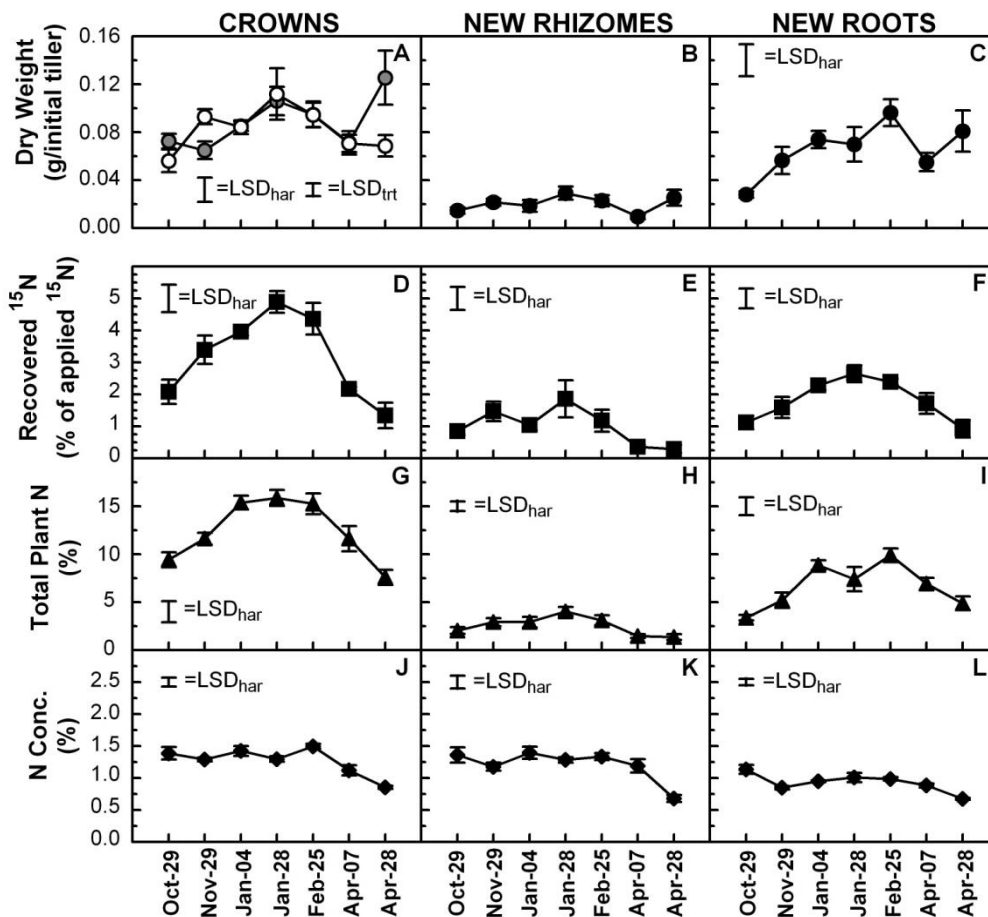 CROWNS NEW RHIZOMES NEW ROOTS
Dry Weight
(g/initial tiller)
0.16
0.12
0.08
0.04
0.00
A
=LSDhar =LSDtrt
B
C
=LSDhar
Recovered 15N
(% of applied 15N)
5
4
3
2
1
0
D
=LSDhar
E
=LSDhar
F
=LSDhar
Total Plant N
(%)
15
10
5
0
G
=LSDhar
H
=LSDhar
I
=LSDhar
N Conc.
(%)
2.5
2.0
1.5
1.0
0.5
0.0
J
=LSDhar
K
=LSDhar
L
=LSDhar
Oct-29
Nov-29
Jan-04
Jan-28
Feb-25
Apr-07
Apr-28
Oct-29
Nov-29
Jan-04
Jan-28
Feb-25
Apr-07
Apr-28
Oct-29
Nov-29
Jan-04
Jan-28
Feb-25
Apr-07
Apr-28